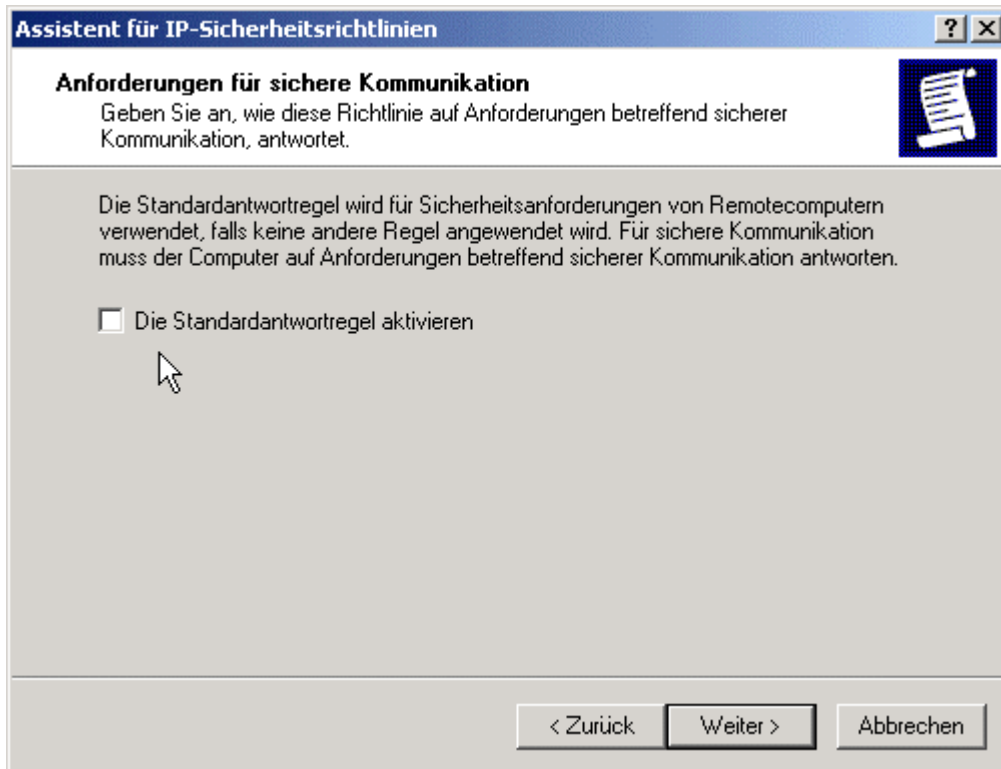 Assistent für IP-Sicherheitsrichtlinien
Anforderungen für sichere Kommunikation
Geben Sie an, wie diese Richtlinie auf Anforderungen betreffend sicherer
Kommunikation, antwortet.
Die Standardantwortregel wird für Sicherheitsanforderungen von Remotecomputern
verwendet, falls keine andere Regel angewendet wird. Für sichere Kommunikation
muss der Computer auf Anforderungen betreffend sicherer Kommunikation antworten.
Die Standardantwortregel aktivieren
< Zurück Weiter > Abbrechen